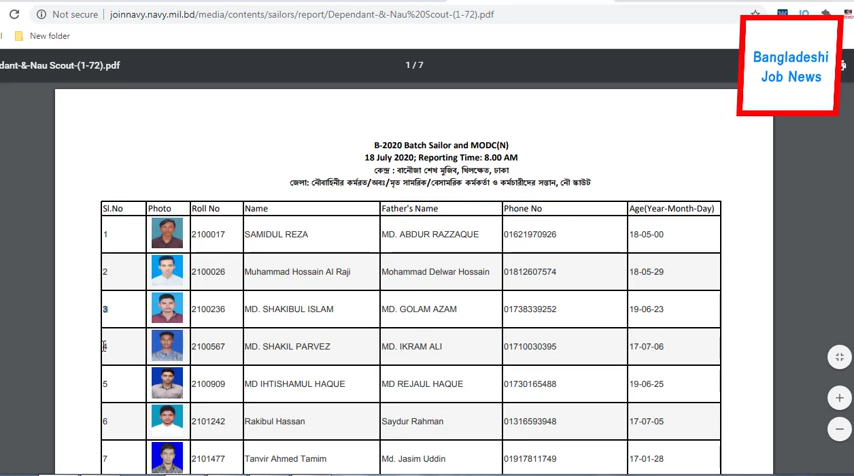 Not secure | joinnavy.navy.mil.bd/media/contents/sailors/report/Dependant-&-Nau%20Scout-(1-72).pdf
New folder
dant-&-Nau Scout-(1-72).pdf
1 / 7
Bangladeshi
Job News
B-2020 Batch Sailor and MODC(N)
18 July 2020; Reporting Time: 8.00 AM
কেন্দ্র : বানৌজা শেখ মুজিব, খিলক্ষেত, ঢাকা
জেলা: নৌবাহিনীর কর্মরত/অবঃ/মৃত সামরিক/বেসামরিক কর্মকর্তা ও কর্মচারীদের সন্তান, নৌ স্কাউট
Sl.No Photo Roll No Name Father's Name Phone No Age(Year-Month-Day)
1 2100017 SAMIDUL REZA MD. ABDUR RAZZAQUE 01621970926 18-05-00
2 2100026 Muhammad Hossain Al Raji Mohammad Delwar Hossain 01812607574 18-05-29
3 2100236 MD. SHAKIBUL ISLAM MD. GOLAM AZAM 01738339252 19-06-23
4 2100567 MD. SHAKIL PARVEZ MD. IKRAM ALI 01710030395 17-07-06
5 2100909 MD IHTISHAMUL HAQUE MD REJAUL HAQUE 01730165488 19-06-25
6 2101242 Rakibul Hassan Saydur Rahman 01316593948 17-07-05
7 2101477 Tanvir Ahmed Tamim Md. Jasim Uddin 01917811749 17-01-28